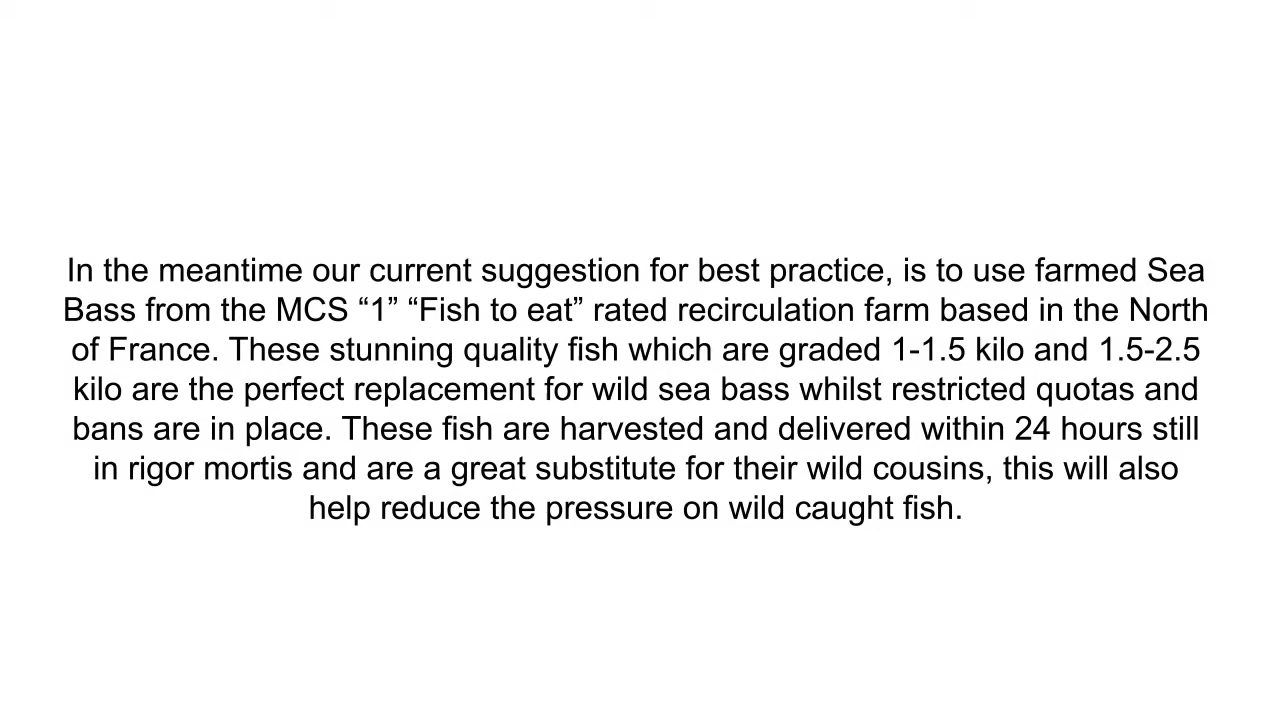 In the meantime our current suggestion for best practice, is to use farmed Sea
Bass from the MCS “1” “Fish to eat” rated recirculation farm based in the North
of France. These stunning quality fish which are graded 1-1.5 kilo and 1.5-2.5
kilo are the perfect replacement for wild sea bass whilst restricted quotas and
bans are in place. These fish are harvested and delivered within 24 hours still
in rigor mortis and are a great substitute for their wild cousins, this will also
help reduce the pressure on wild caught fish.